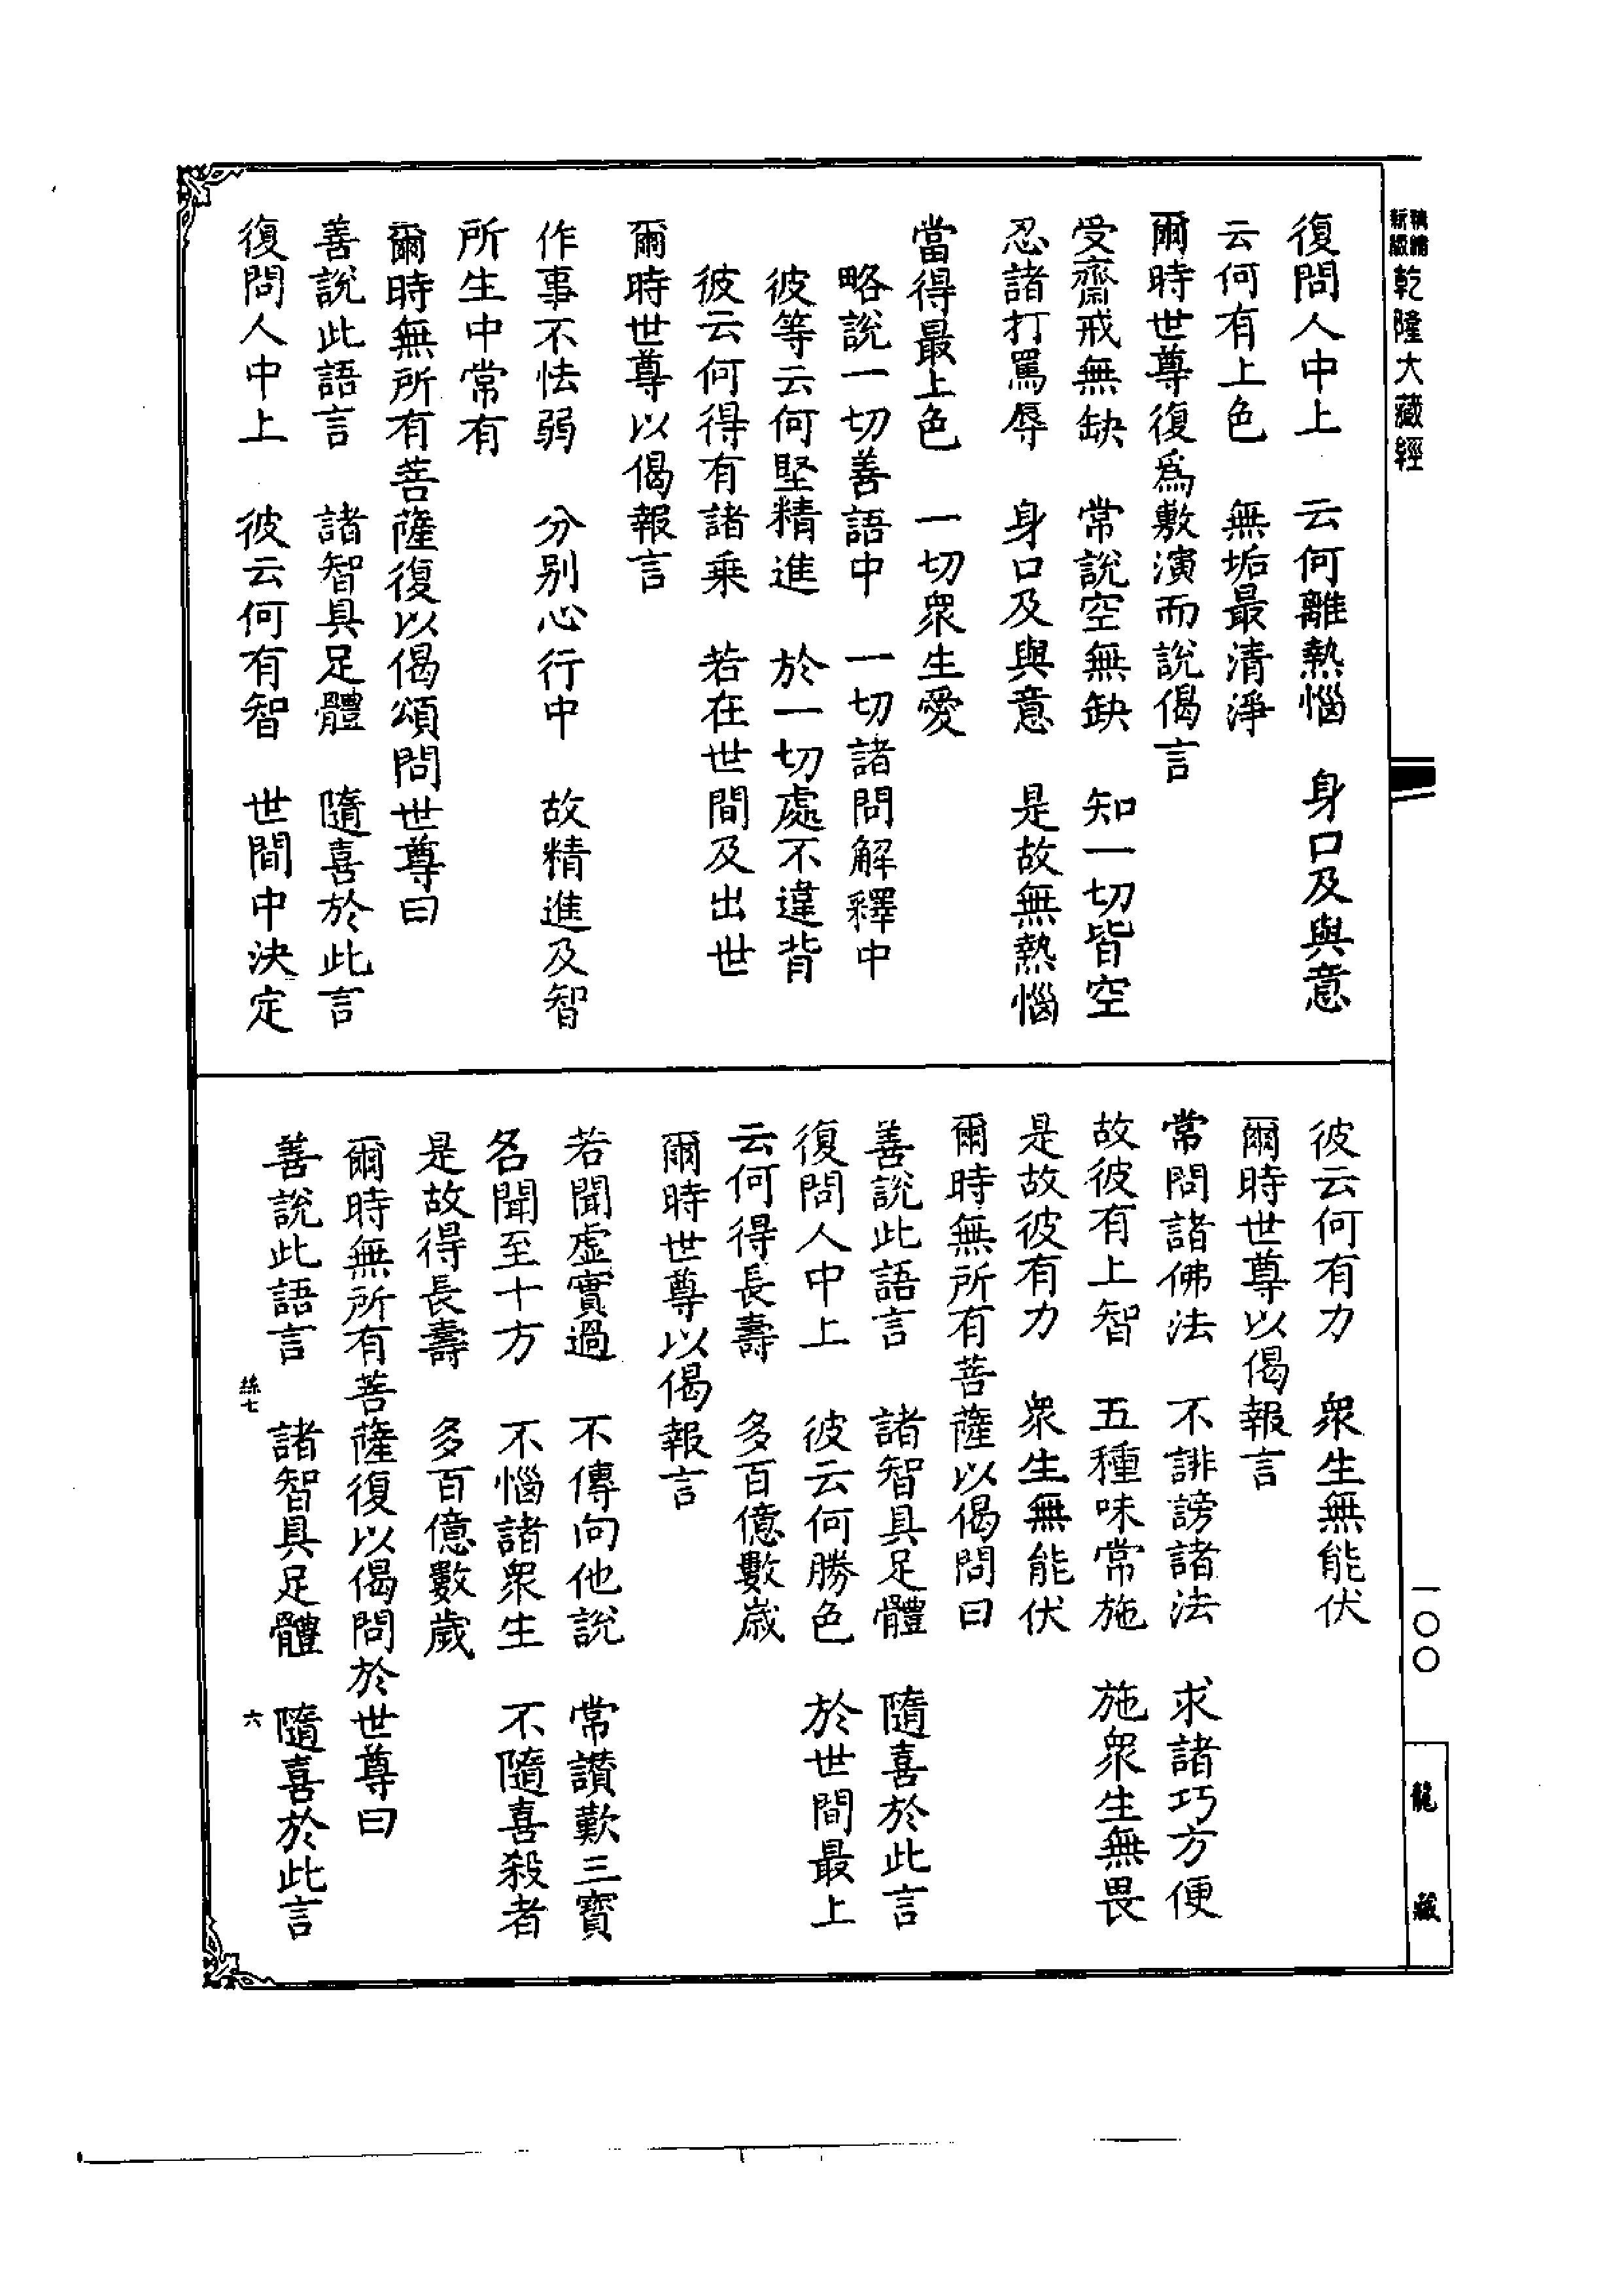 乾隆大藏經
復問人中上　云何離熱惱　身口及與意
云何有上色　無垢最清淨
爾時世尊復爲敷演而說偈言
受齋戒無缺　常說空無缺　知一切皆空
忍諸打罵辱　身口及與意　是故無熱惱
當得最上色　一切衆生愛
略說一切善語中　一切諸問解釋中
彼等云何堅精進　於一切處不違背
彼云何得有諸乘　若在世間及出世
爾時世尊以偈報言
作事不怯弱　分別心行中　故精進及智
所生中常有
爾時無所有菩薩復以偈頌問世尊曰
善說此語言　諸智具足體　隨喜於此言
復問人中上　彼云何有智　世間中決定
彼云何有力　衆生無能伏
爾時世尊以偈報言
常問諸佛法　不誹謗諸法　求諸巧方便
故彼有上智　五種味常施　施衆生無畏
是故彼有力　衆生無能伏
爾時無所有菩薩以偈問曰
善說此語言　諸智具足體　隨喜於此言
復問人中上　彼云何勝色　於世間最上
云何得長壽　多百億數歲
爾時世尊以偈報言
若聞虛實過　不傳向他說　常讚歎三寶
各聞至十方　不惱諸衆生　不隨喜殺者
是故得長壽　多百億數歲
爾時無所有菩薩復以偈問於世尊曰
善說此語言　諸智具足體　隨喜於此言
絲七　六
一〇〇
龍藏